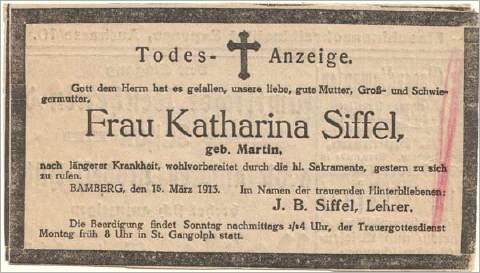 Todes- Anzeige.
Gott dem Herrn hat es gefallen, unsere liebe, gute Mutter, Groß- und Schwie-
germutter,
Frau Katharina Siffel,
geb. Martin,
nach längerer Krankheit, wohlvorbereitet durch die hl. Sakramente, gestern zu sich
zu rufen.
BAMBERG, den 15. März 1913. Im Namen der trauernden Hinterbliebenen:
J. B. Siffel, Lehrer.
Die Beerdigung findet Sonntag nachmittags Uhr, der Trauergottesdienst
Montag früh 8 Uhr in St. Gangolph statt.